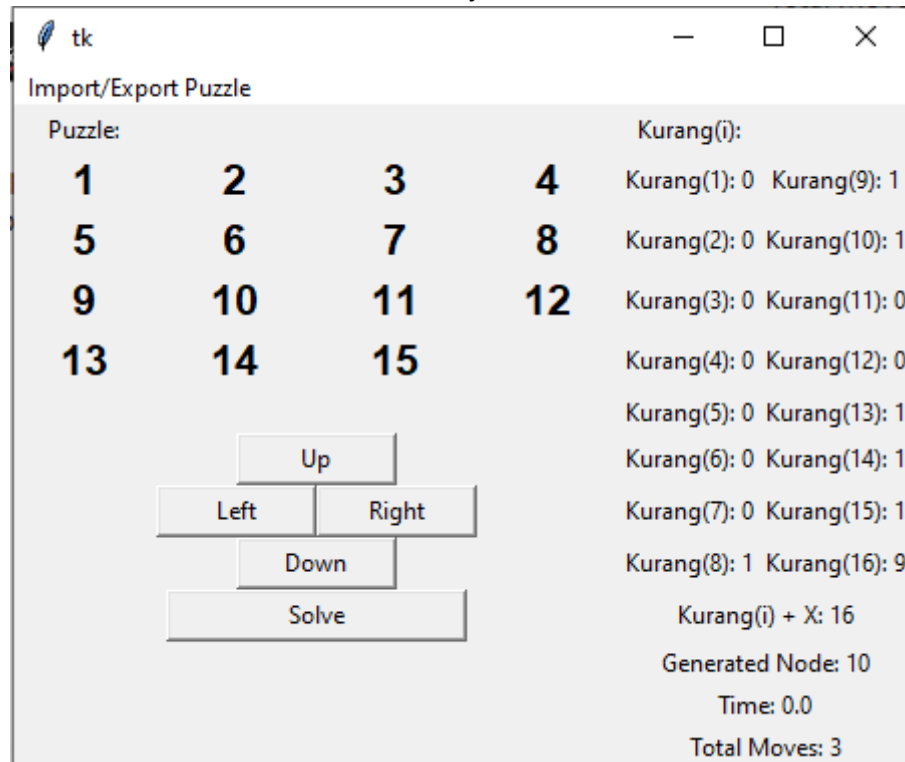 tk
Import/Export Puzzle
Puzzle: Kurang(i):
1 2 3 4 Kurang(1): 0 Kurang(9): 1
5 6 7 8 Kurang(2): 0 Kurang(10): 1
9 10 11 12 Kurang(3): 0 Kurang(11): 0
13 14 15 Kurang(4): 0 Kurang(12): 0
Kurang(5): 0 Kurang(13): 1
Up Kurang(6): 0 Kurang(14): 1
Left Right Kurang(7): 0 Kurang(15): 1
Down Kurang(8): 1 Kurang(16): 9
Solve Kurang(i) + X: 16
Generated Node: 10
Time: 0.0
Total Moves: 3